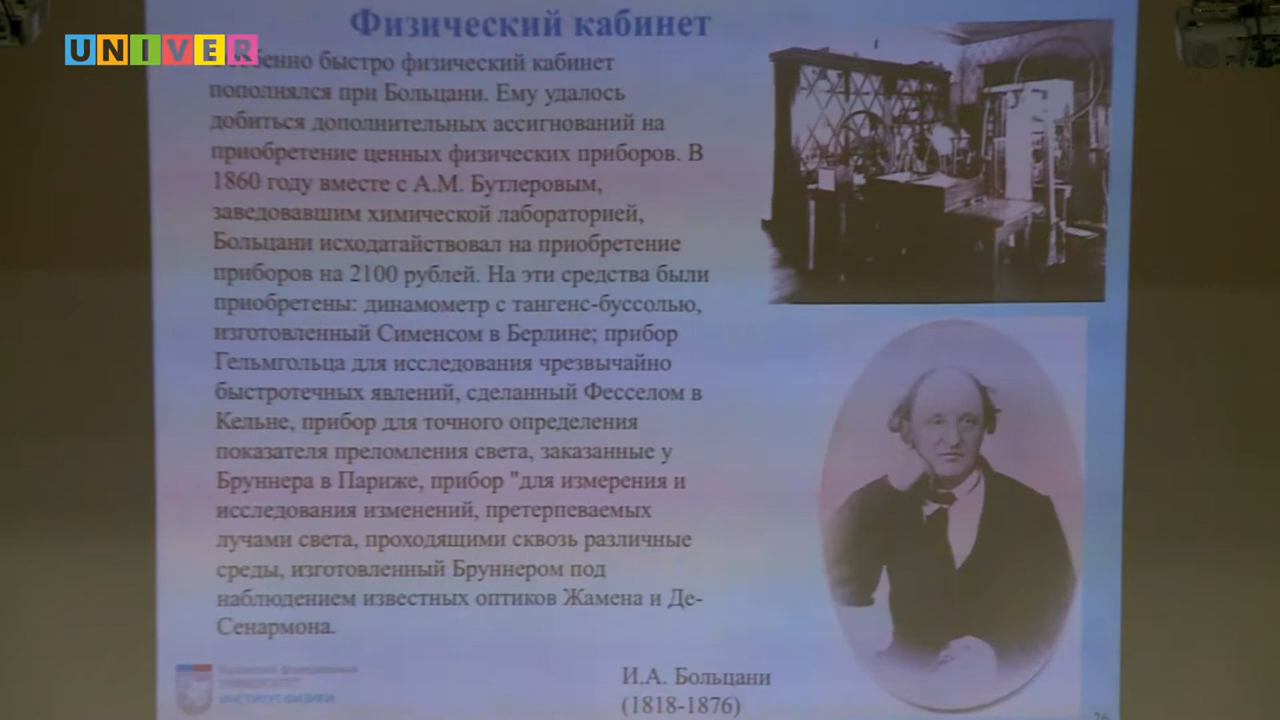 Физический кабинет
UNIVER
быстро физический кабинет
пополнялся при Больцани. Ему удалось
добиться дополнительных ассигнований на
приобретение ценных физических приборов. В
1860 году вместе с А.М. Бутлеровым,
заведовавшим химической лабораторией,
Больцани исходатайствовал на приобретение
приборов на 2100 рублей. На эти средства были
приобретены: динамометр с тангенс-буссолью,
изготовленный Сименсом в Берлине; прибор
Гельмгольца для исследования чрезвычайно
быстротечных явлений, сделанный Фесселом в
Кельне, прибор для точного определения
показателя преломления света, заказанные у
Бруннера в Париже, прибор "для измерения и
исследования изменений, претерпеваемых
лучами света, проходящими сквозь различные
среды, изготовленный Бруннером под
наблюдением известных оптиков Жамена и Де-
Сенармона.
УНИВЕРСИТЕТ
ИНСТИТУТ ФИЗИКИ
И.А. Больцани
(1818-1876)